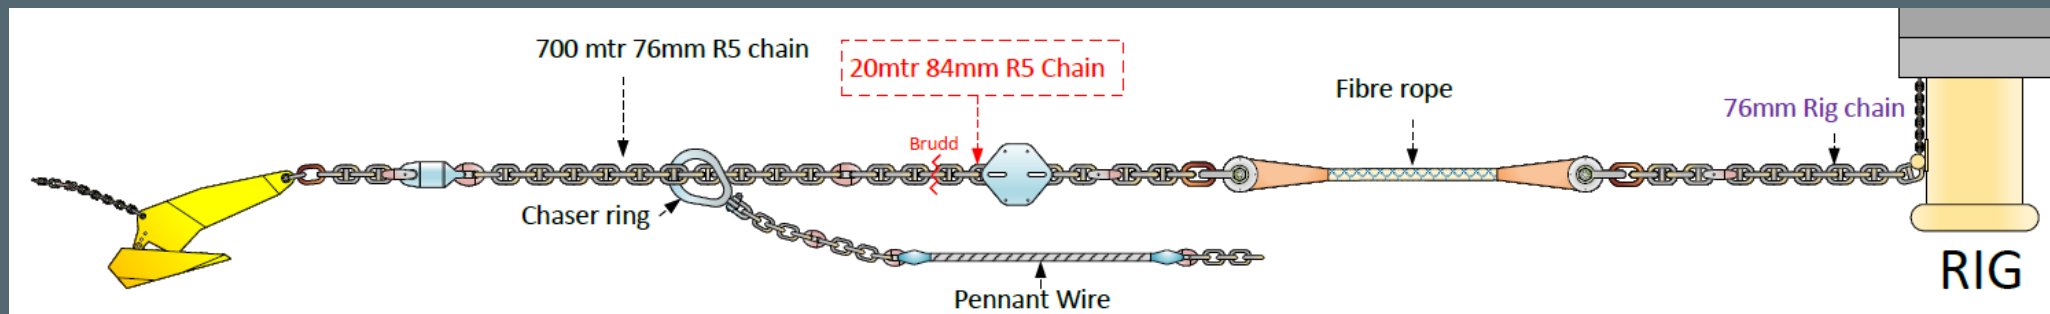 700 mtr 76mm R5 chain
20mtr 84mm R5 Chain
Fibre rope
76mm Rig chain
Brudd
Chaser ring
Pennant Wire
RIG